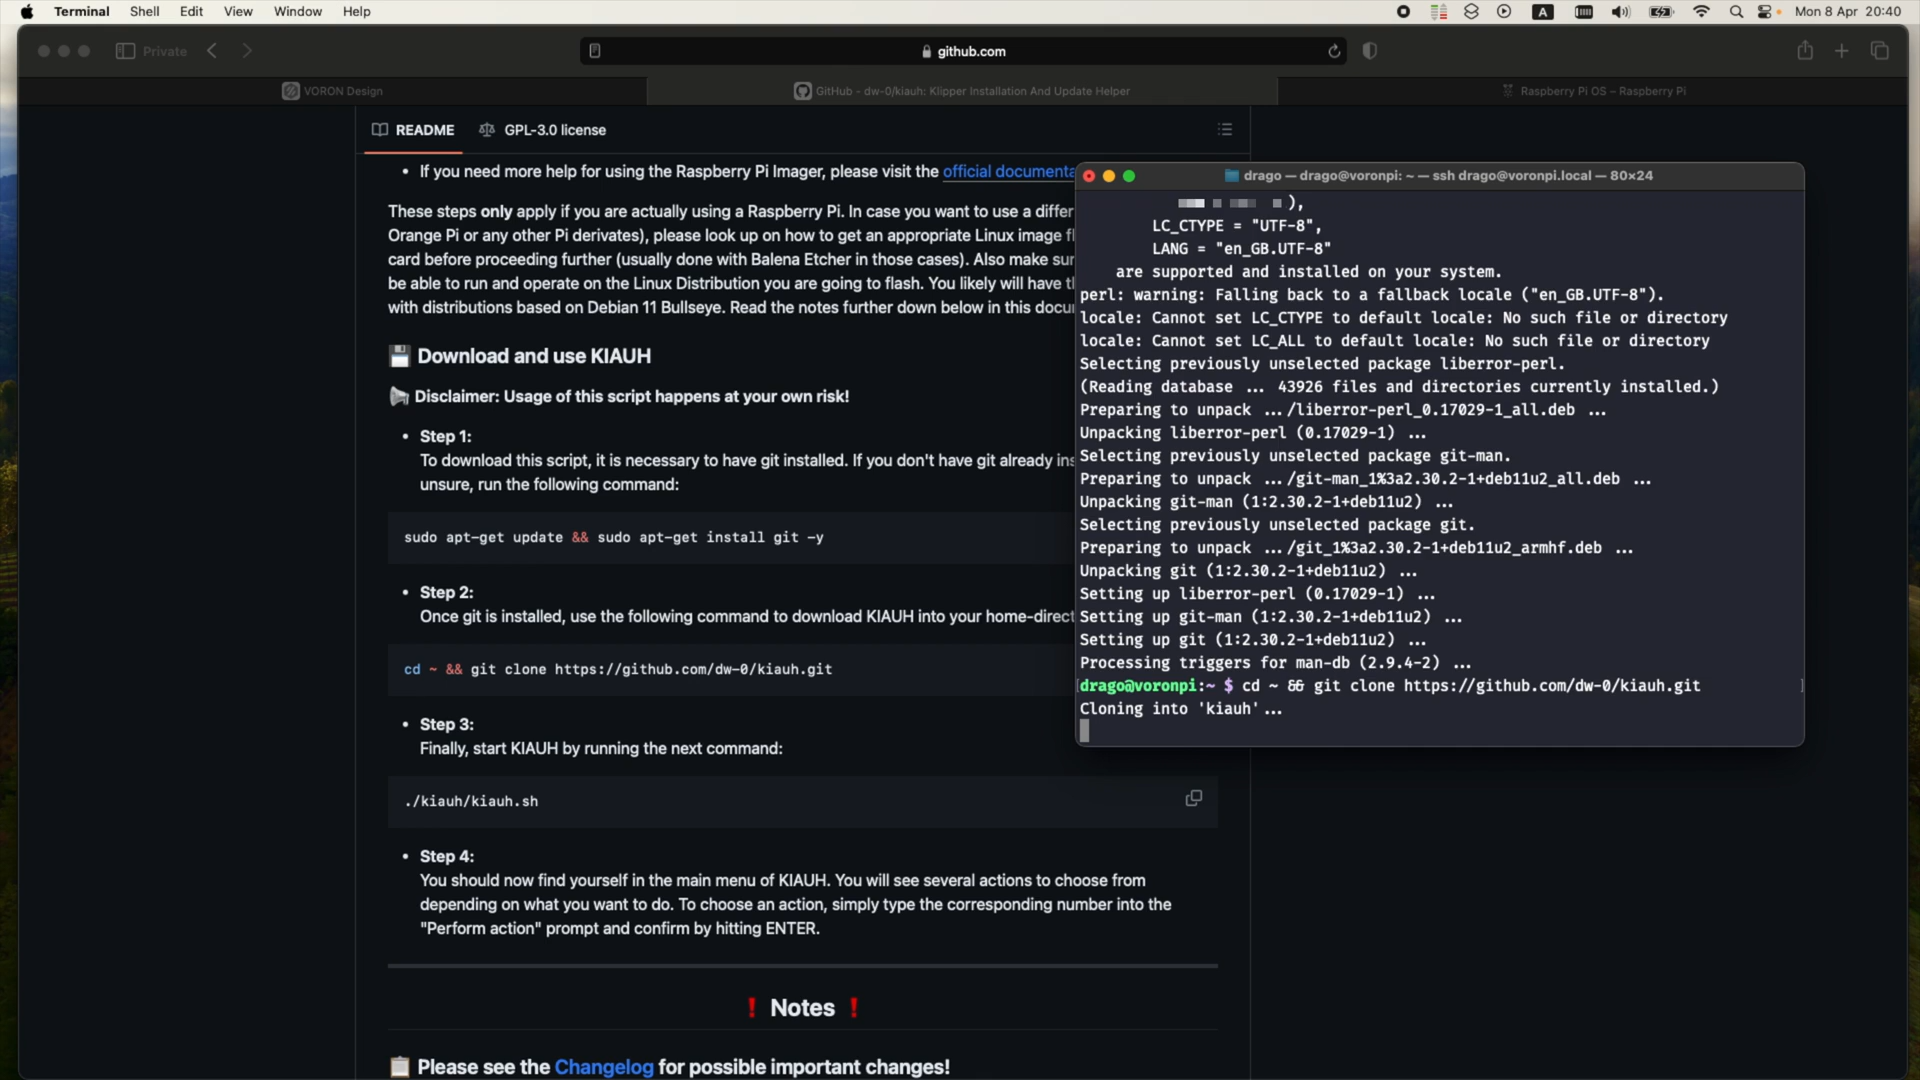 Terminal Shell Edit View Window Help
A
Mon 8 Apr 20:40
Private
github.com
VORON Design
GitHub - dw-0/kiauh: Klipper Installation And Update Helper
Raspberry Pi OS – Raspberry Pi
README
GPL-3.0 license
• If you need more help for using the Raspberry Pi Imager, please visit the official documenta
These steps only apply if you are actually using a Raspberry Pi. In case you want to use a differ
Orange Pi or any other Pi derivates), please look up on how to get an appropriate Linux image fl
card before proceeding further (usually done with Balena Etcher in those cases). Also make sur
be able to run and operate on the Linux Distribution you are going to flash. You likely will have t
with distributions based on Debian 11 Bullseye. Read the notes further down below in this docu
Download and use KIAUH
Disclaimer: Usage of this script happens at your own risk!
• Step 1:
To download this script, it is necessary to have git installed. If you don't have git already ins
unsure, run the following command:
sudo apt-get update && sudo apt-get install git -y
• Step 2:
Once git is installed, use the following command to download KIAUH into your home-direct
cd ~ && git clone https://github.com/dw-0/kiauh.git
• Step 3:
Finally, start KIAUH by running the next command:
./kiauh/kiauh.sh
• Step 4:
You should now find yourself in the main menu of KIAUH. You will see several actions to choose from
depending on what you want to do. To choose an action, simply type the corresponding number into the
"Perform action" prompt and confirm by hitting ENTER.
❗ Notes ❗
Please see the Changelog for possible important changes!
drago — drago@voronpi: ~ — ssh drago@voronpi.local — 80×24
),
LC_CTYPE = "UTF-8",
LANG = "en_GB.UTF-8"
are supported and installed on your system.
perl: warning: Falling back to a fallback locale ("en_GB.UTF-8").
locale: Cannot set LC_CTYPE to default locale: No such file or directory
locale: Cannot set LC_ALL to default locale: No such file or directory
Selecting previously unselected package liberror-perl.
(Reading database ... 43926 files and directories currently installed.)
Preparing to unpack .../liberror-perl_0.17029-1_all.deb ...
Unpacking liberror-perl (0.17029-1) ...
Selecting previously unselected package git-man.
Preparing to unpack .../git-man_1%3a2.30.2-1+deb11u2_all.deb ...
Unpacking git-man (1:2.30.2-1+deb11u2) ...
Selecting previously unselected package git.
Preparing to unpack .../git_1%3a2.30.2-1+deb11u2_armhf.deb ...
Unpacking git (1:2.30.2-1+deb11u2) ...
Setting up liberror-perl (0.17029-1) ...
Setting up git-man (1:2.30.2-1+deb11u2) ...
Setting up git (1:2.30.2-1+deb11u2) ...
Processing triggers for man-db (2.9.4-2) ...
[drago@voronpi:~ $ cd ~ && git clone https://github.com/dw-0/kiauh.git ]
Cloning into 'kiauh'...